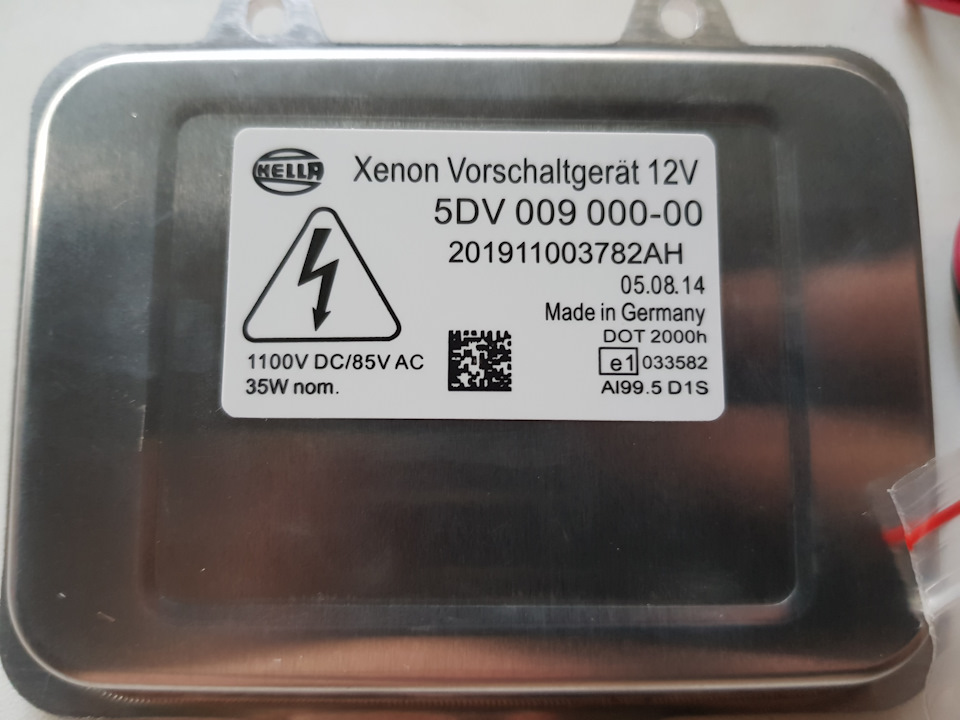 HELLA
Xenon Vorschaltgerät 12V
5DV 009 000-00
201911003782AH
05.08.14
Made in Germany
DOT 2000h
e1 033582
AI99.5 D1S
1100V DC/85V AC
35W nom.